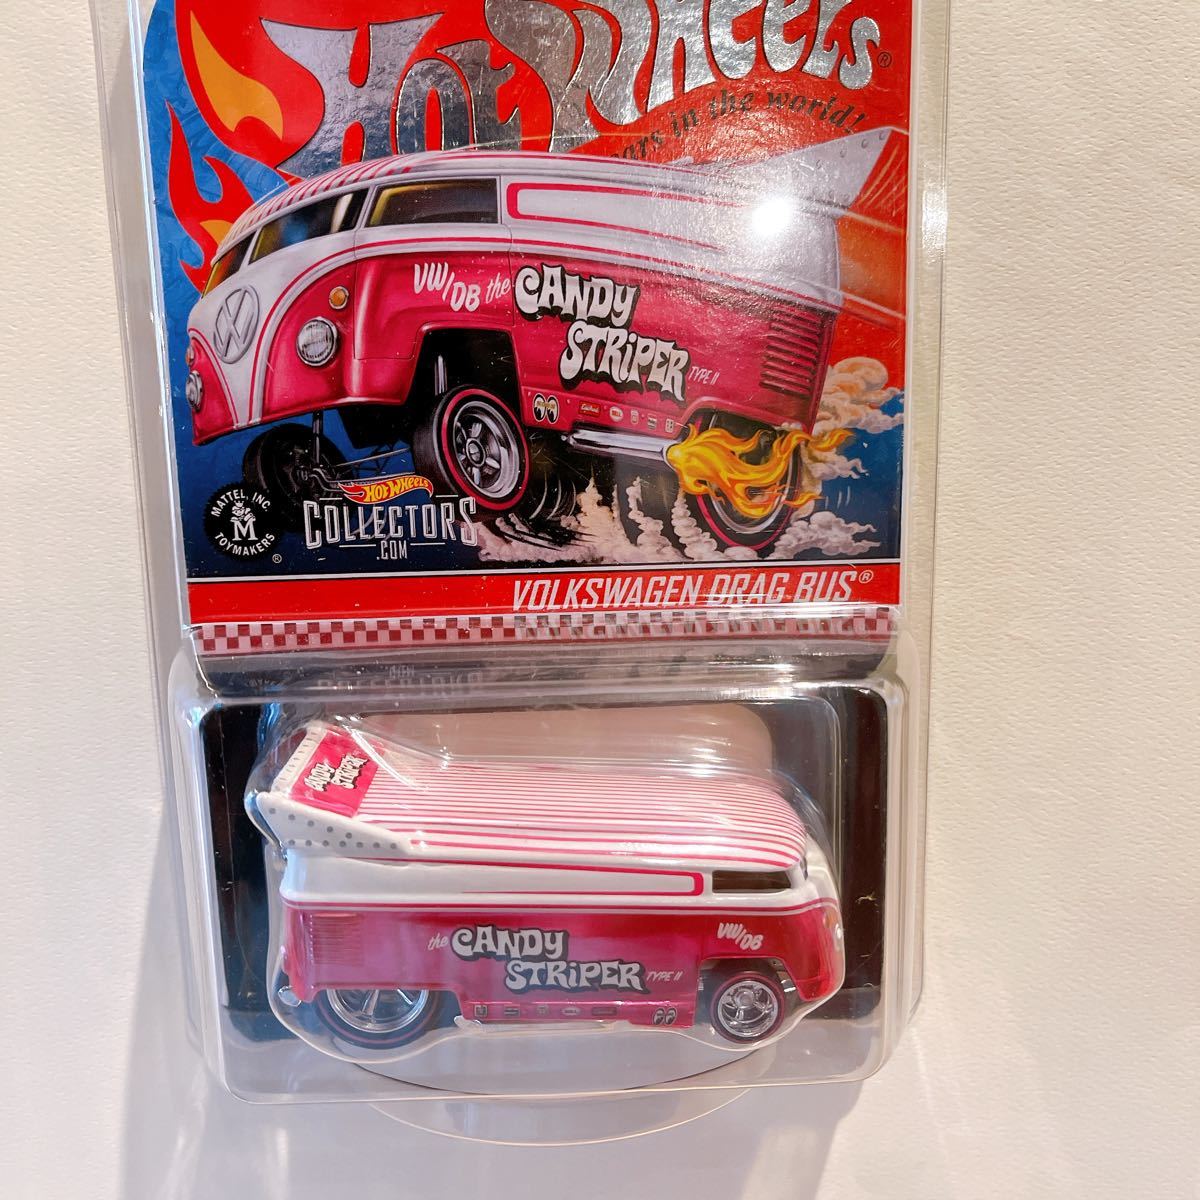 HOT WHEELS®
cars in the world!
VW/DB the CANDY
STRIPER TYPE II
MATTEL, INC.
M
TOYMAKERS
®
HOT WHEELS
COLLECTORS
.COM
VOLKSWAGEN DRAG BUS®
CANDY
STRIPER
the CANDY
STRIPER TYPE II
VW/DB